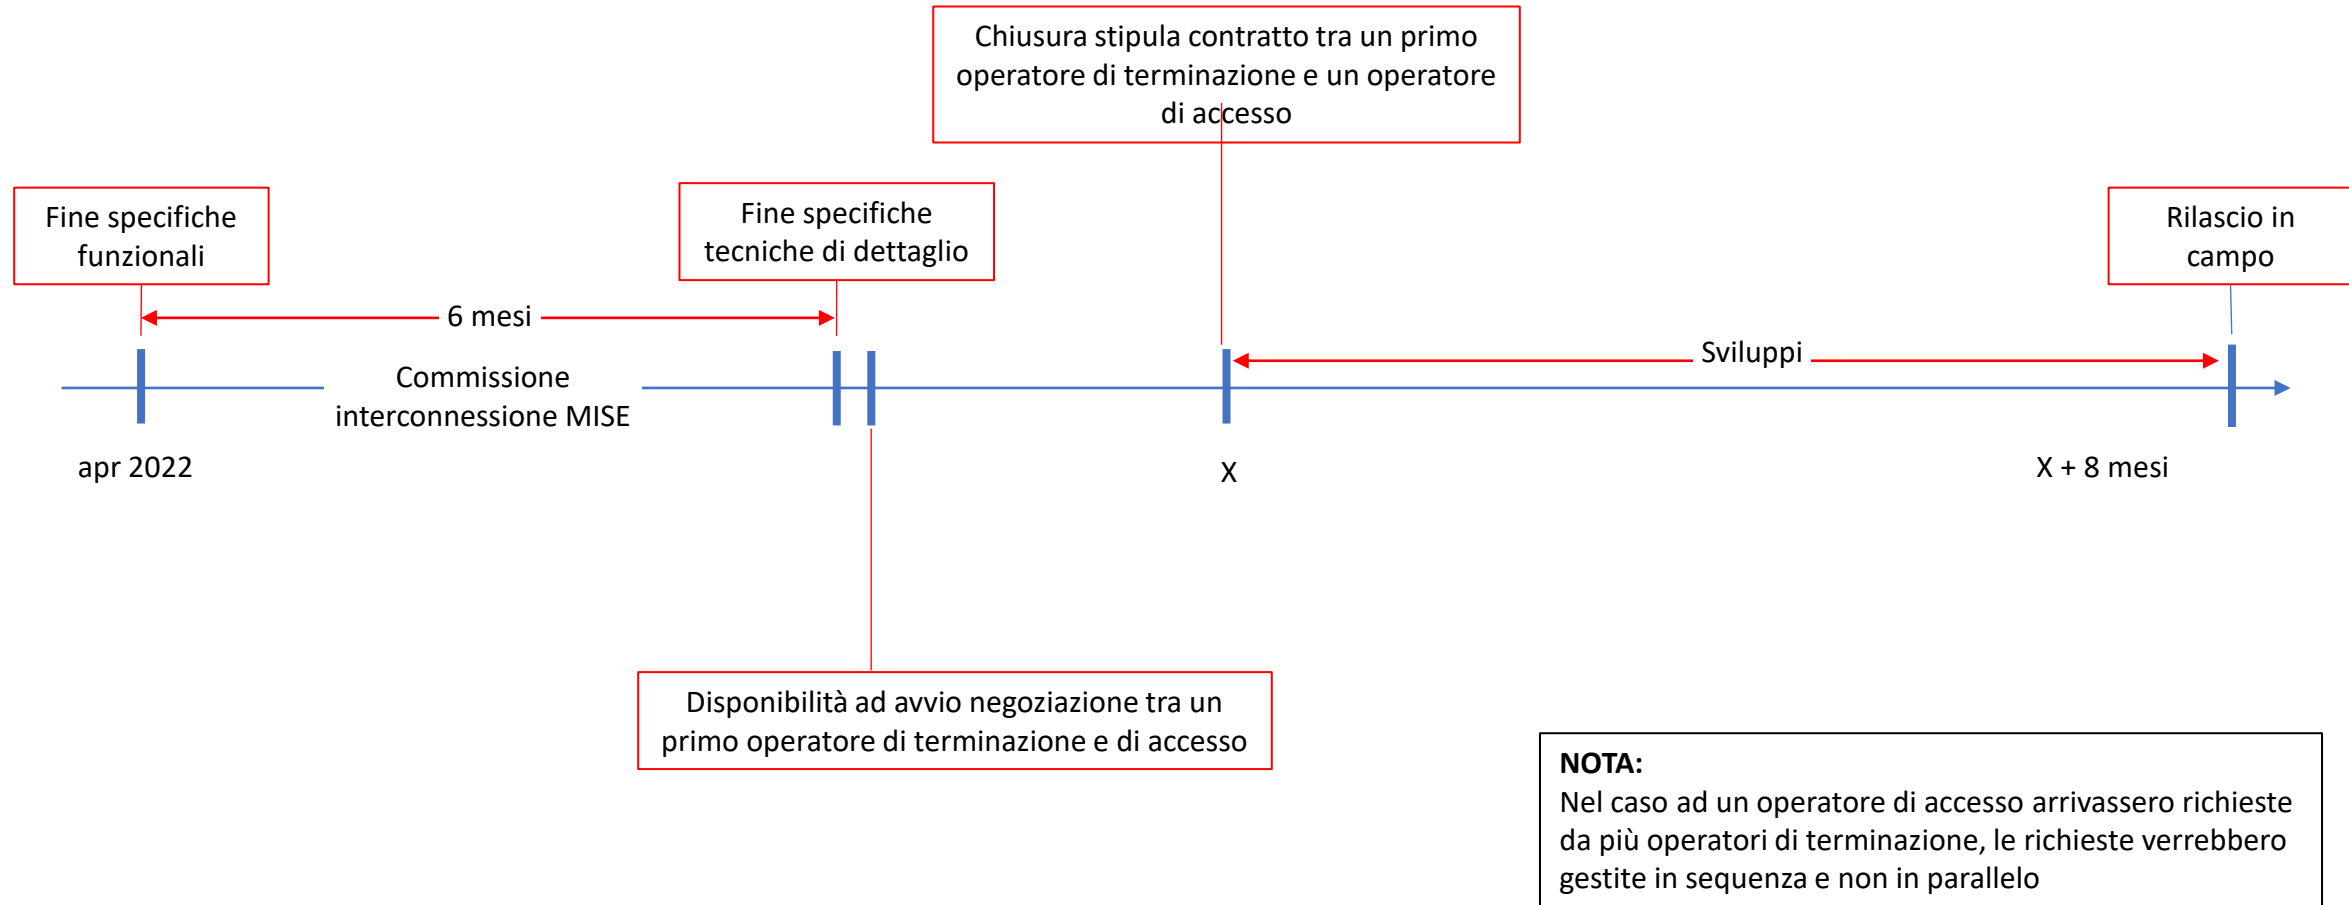 Chiusura stipula contratto tra un primo
operatore di terminazione e un operatore
di accesso
Fine specifiche
funzionali
Fine specifiche
tecniche di dettaglio
Rilascio in
campo
6 mesi
Sviluppi
Commissione
interconnessione MISE
apr 2022
X
X + 8 mesi
Disponibilità ad avvio negoziazione tra un
primo operatore di terminazione e di accesso
NOTA:
Nel caso ad un operatore di accesso arrivassero richieste
da più operatori di terminazione, le richieste verrebbero
gestite in sequenza e non in parallelo